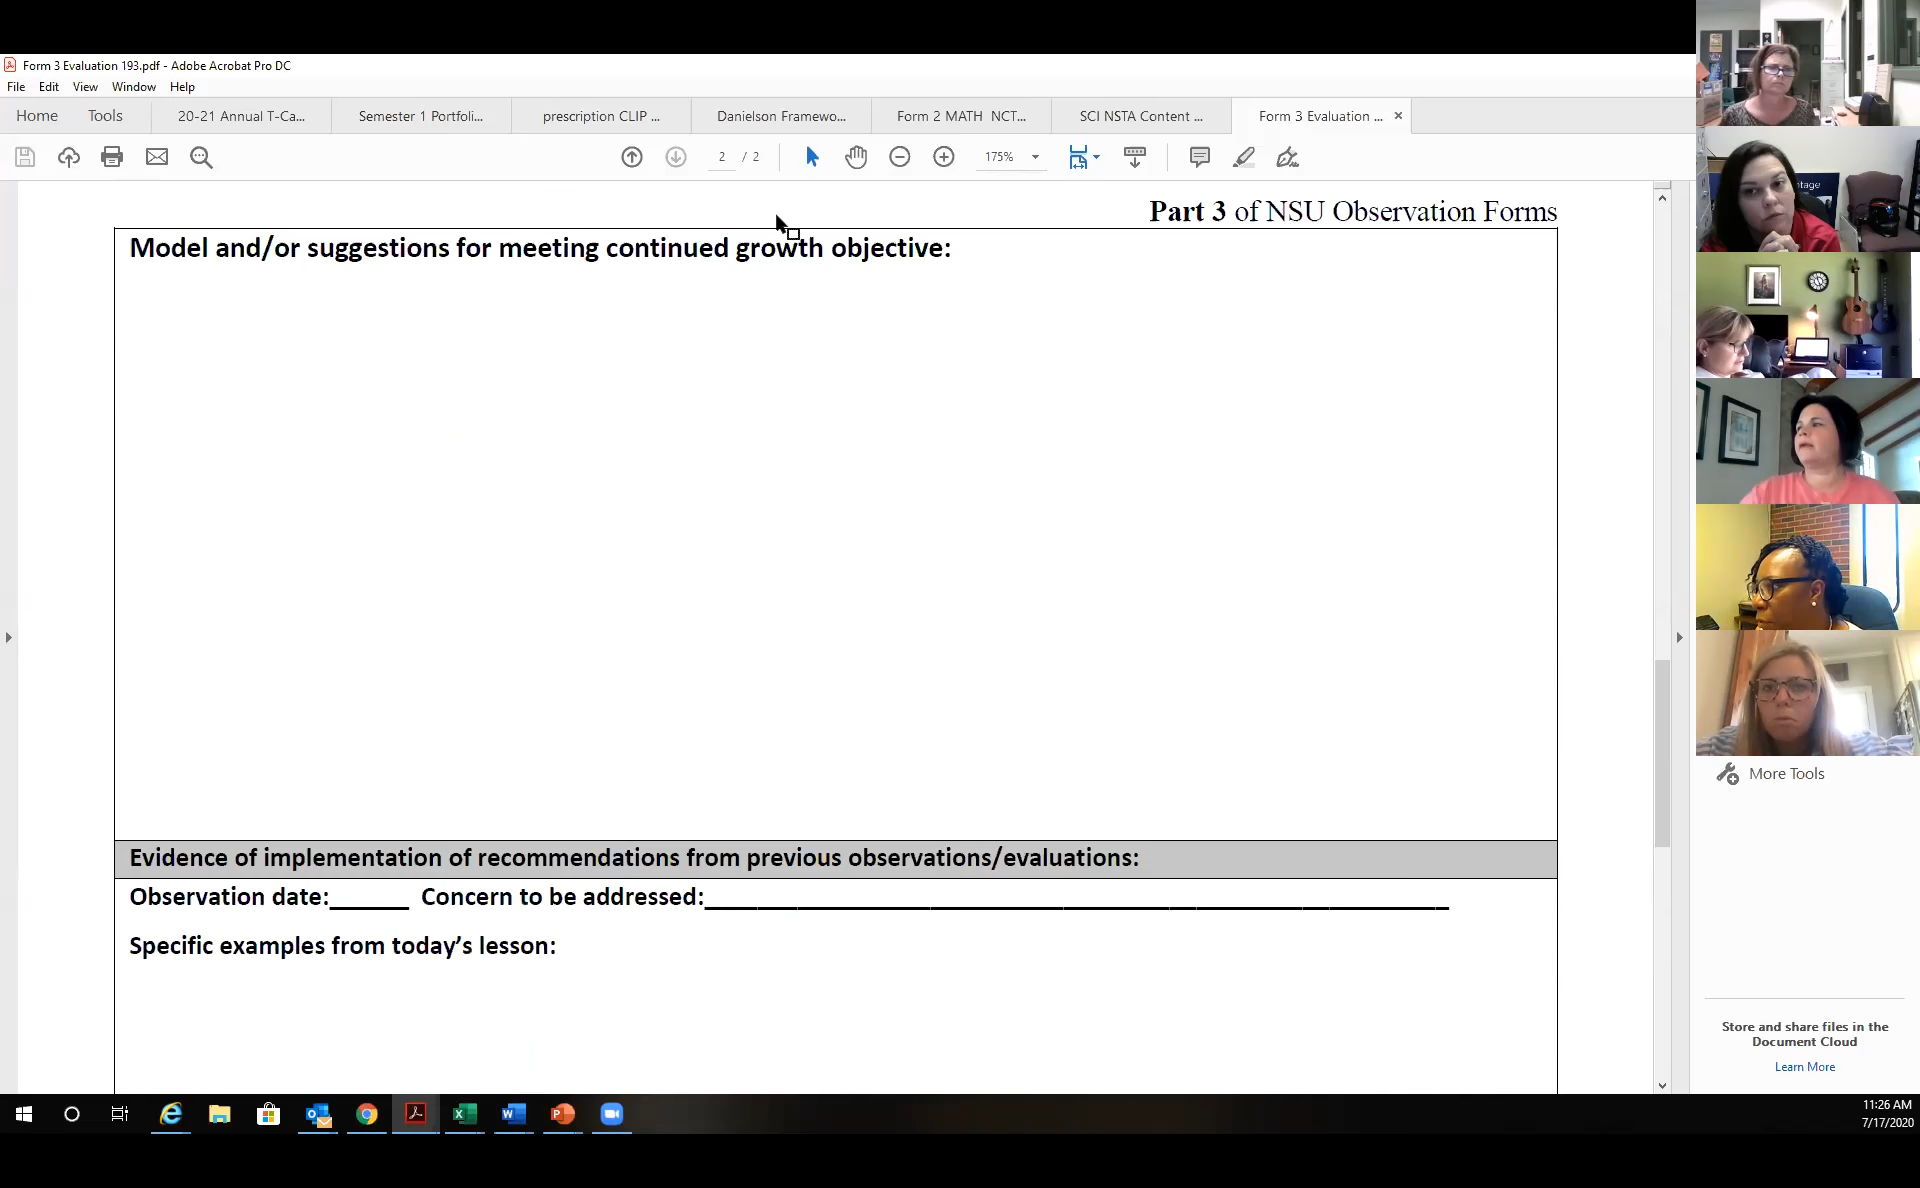 Form 3 Evaluation 193.pdf - Adobe Acrobat Pro DC
File Edit View Window Help
Home Tools 20-21 Annual T-Ca... Semester 1 Portfoli... prescription CLIP ... Danielson Framewo... Form 2 MATH NCT... SCI NSTA Content ... Form 3 Evaluation ... ×
2 / 2 175%
Part 3 of NSU Observation Forms
Model and/or suggestions for meeting continued growth objective:
Evidence of implementation of recommendations from previous observations/evaluations:
Observation date:______ Concern to be addressed:________________________________________________________
Specific examples from today's lesson:
More Tools
Store and share files in the
Document Cloud
Learn More
11:26 AM
7/17/2020